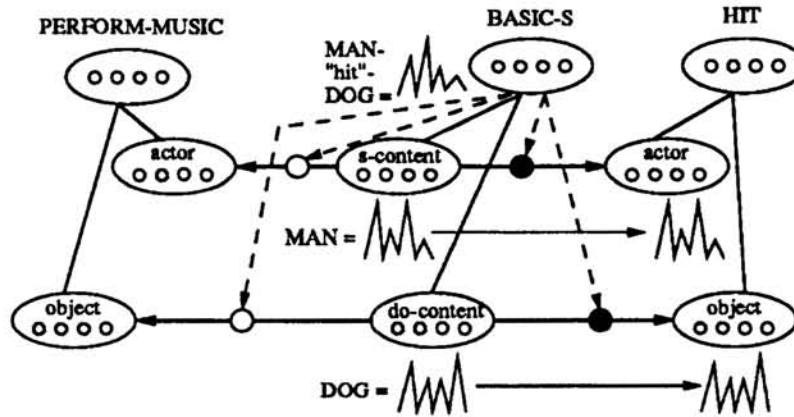 PERFORM-MUSIC
BASIC-S
HIT
MAN-
"hit"-
DOG =
actor
s-content
actor
MAN =
object
do-content
object
DOG =